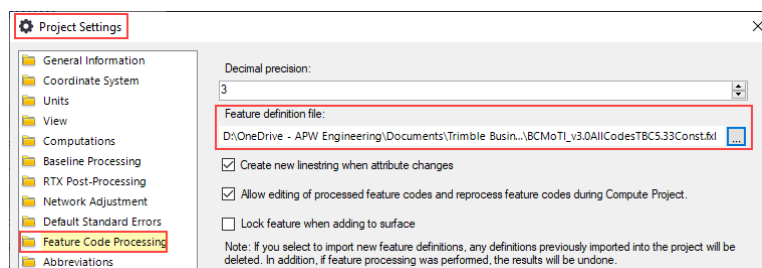 Project Settings
General Information
Coordinate System
Units
View
Computations
Baseline Processing
RTX Post-Processing
Network Adjustment
Default Standard Errors
Feature Code Processing
Abbreviations
Decimal precision:
3
Feature definition file:
D:\OneDrive - APW Engineering\Documents\Trimble Busin...\BCMoTI_v3.0AllCodesTBC5.33Const.fxl
...
Create new linestring when attribute changes
Allow editing of processed feature codes and reprocess feature codes during Compute Project.
Lock feature when adding to surface
Note: If you select to import new feature definitions, any definitions previously imported into the project will be
deleted. In addition, if feature processing was performed, the results will be undone.